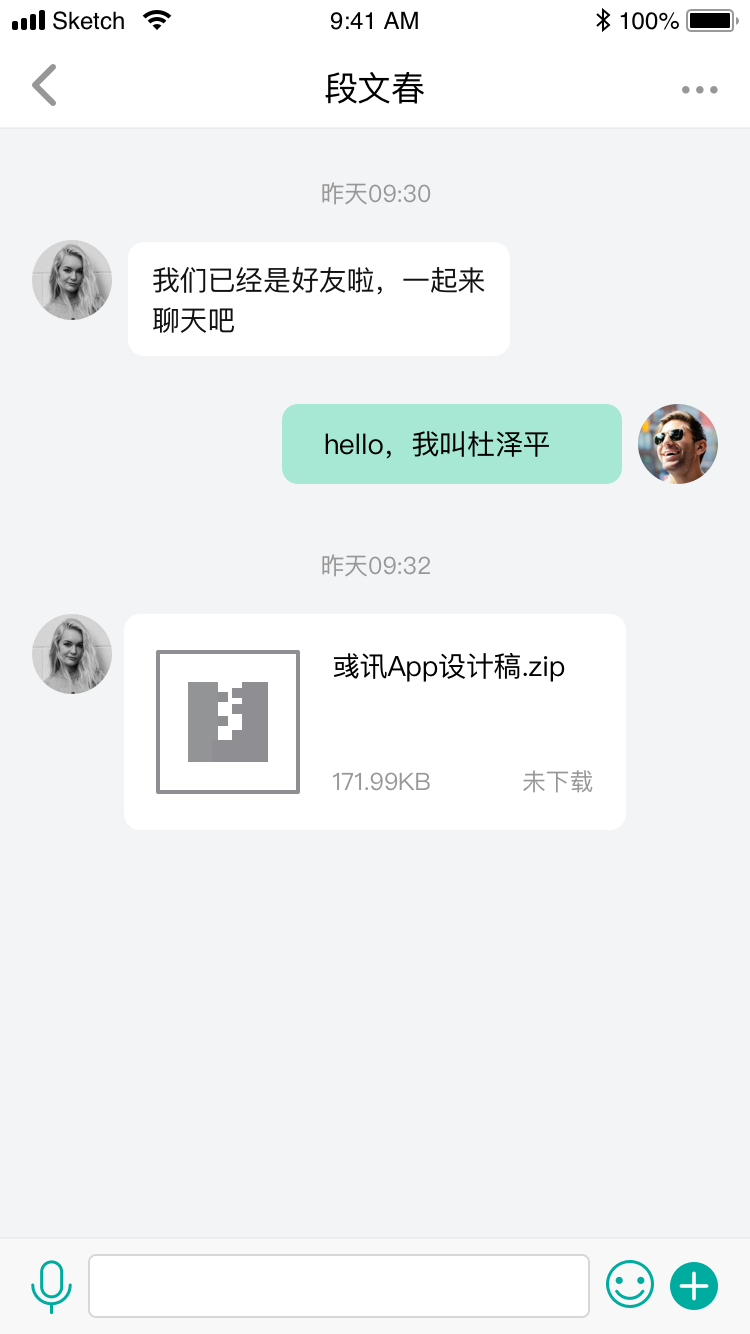 Sketch 9:41 AM 100%
段文春
昨天09:30
我们已经是好友啦，一起来
聊天吧
hello，我叫杜泽平
昨天09:32
彧讯App设计稿.zip
171.99KB 未下载